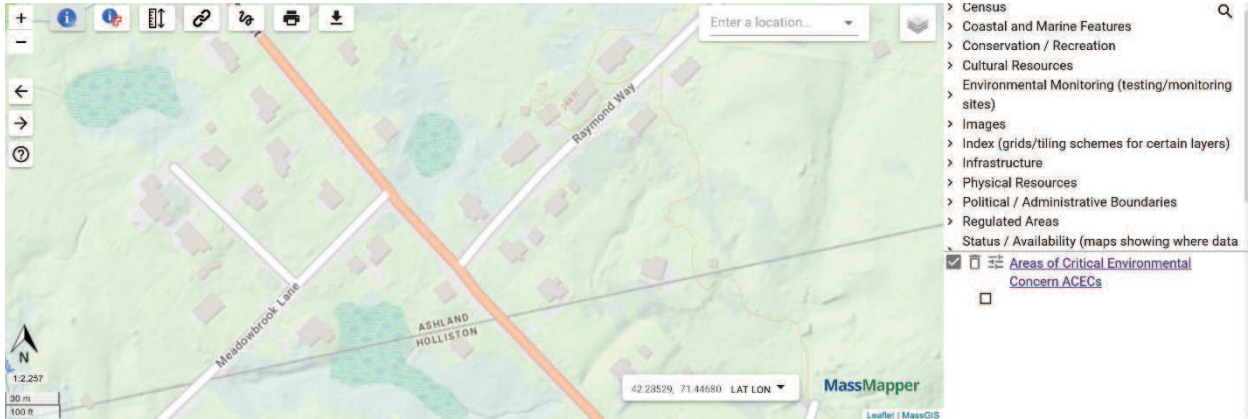 +
−
Enter a location...
Census
Coastal and Marine Features
Conservation / Recreation
Cultural Resources
Environmental Monitoring (testing/monitoring
sites)
Images
Index (grids/tiling schemes for certain layers)
Infrastructure
Physical Resources
Political / Administrative Boundaries
Regulated Areas
Status / Availability (maps showing where data
Areas of Critical Environmental
Concern ACECs
Raymond Way
Meadowbrook Lane
ASHLAND
HOLLISTON
N
1:2,257
30 m
100 ft
42.23529, 71.44680 LAT LON
MassMapper
Leaflet | MassGIS